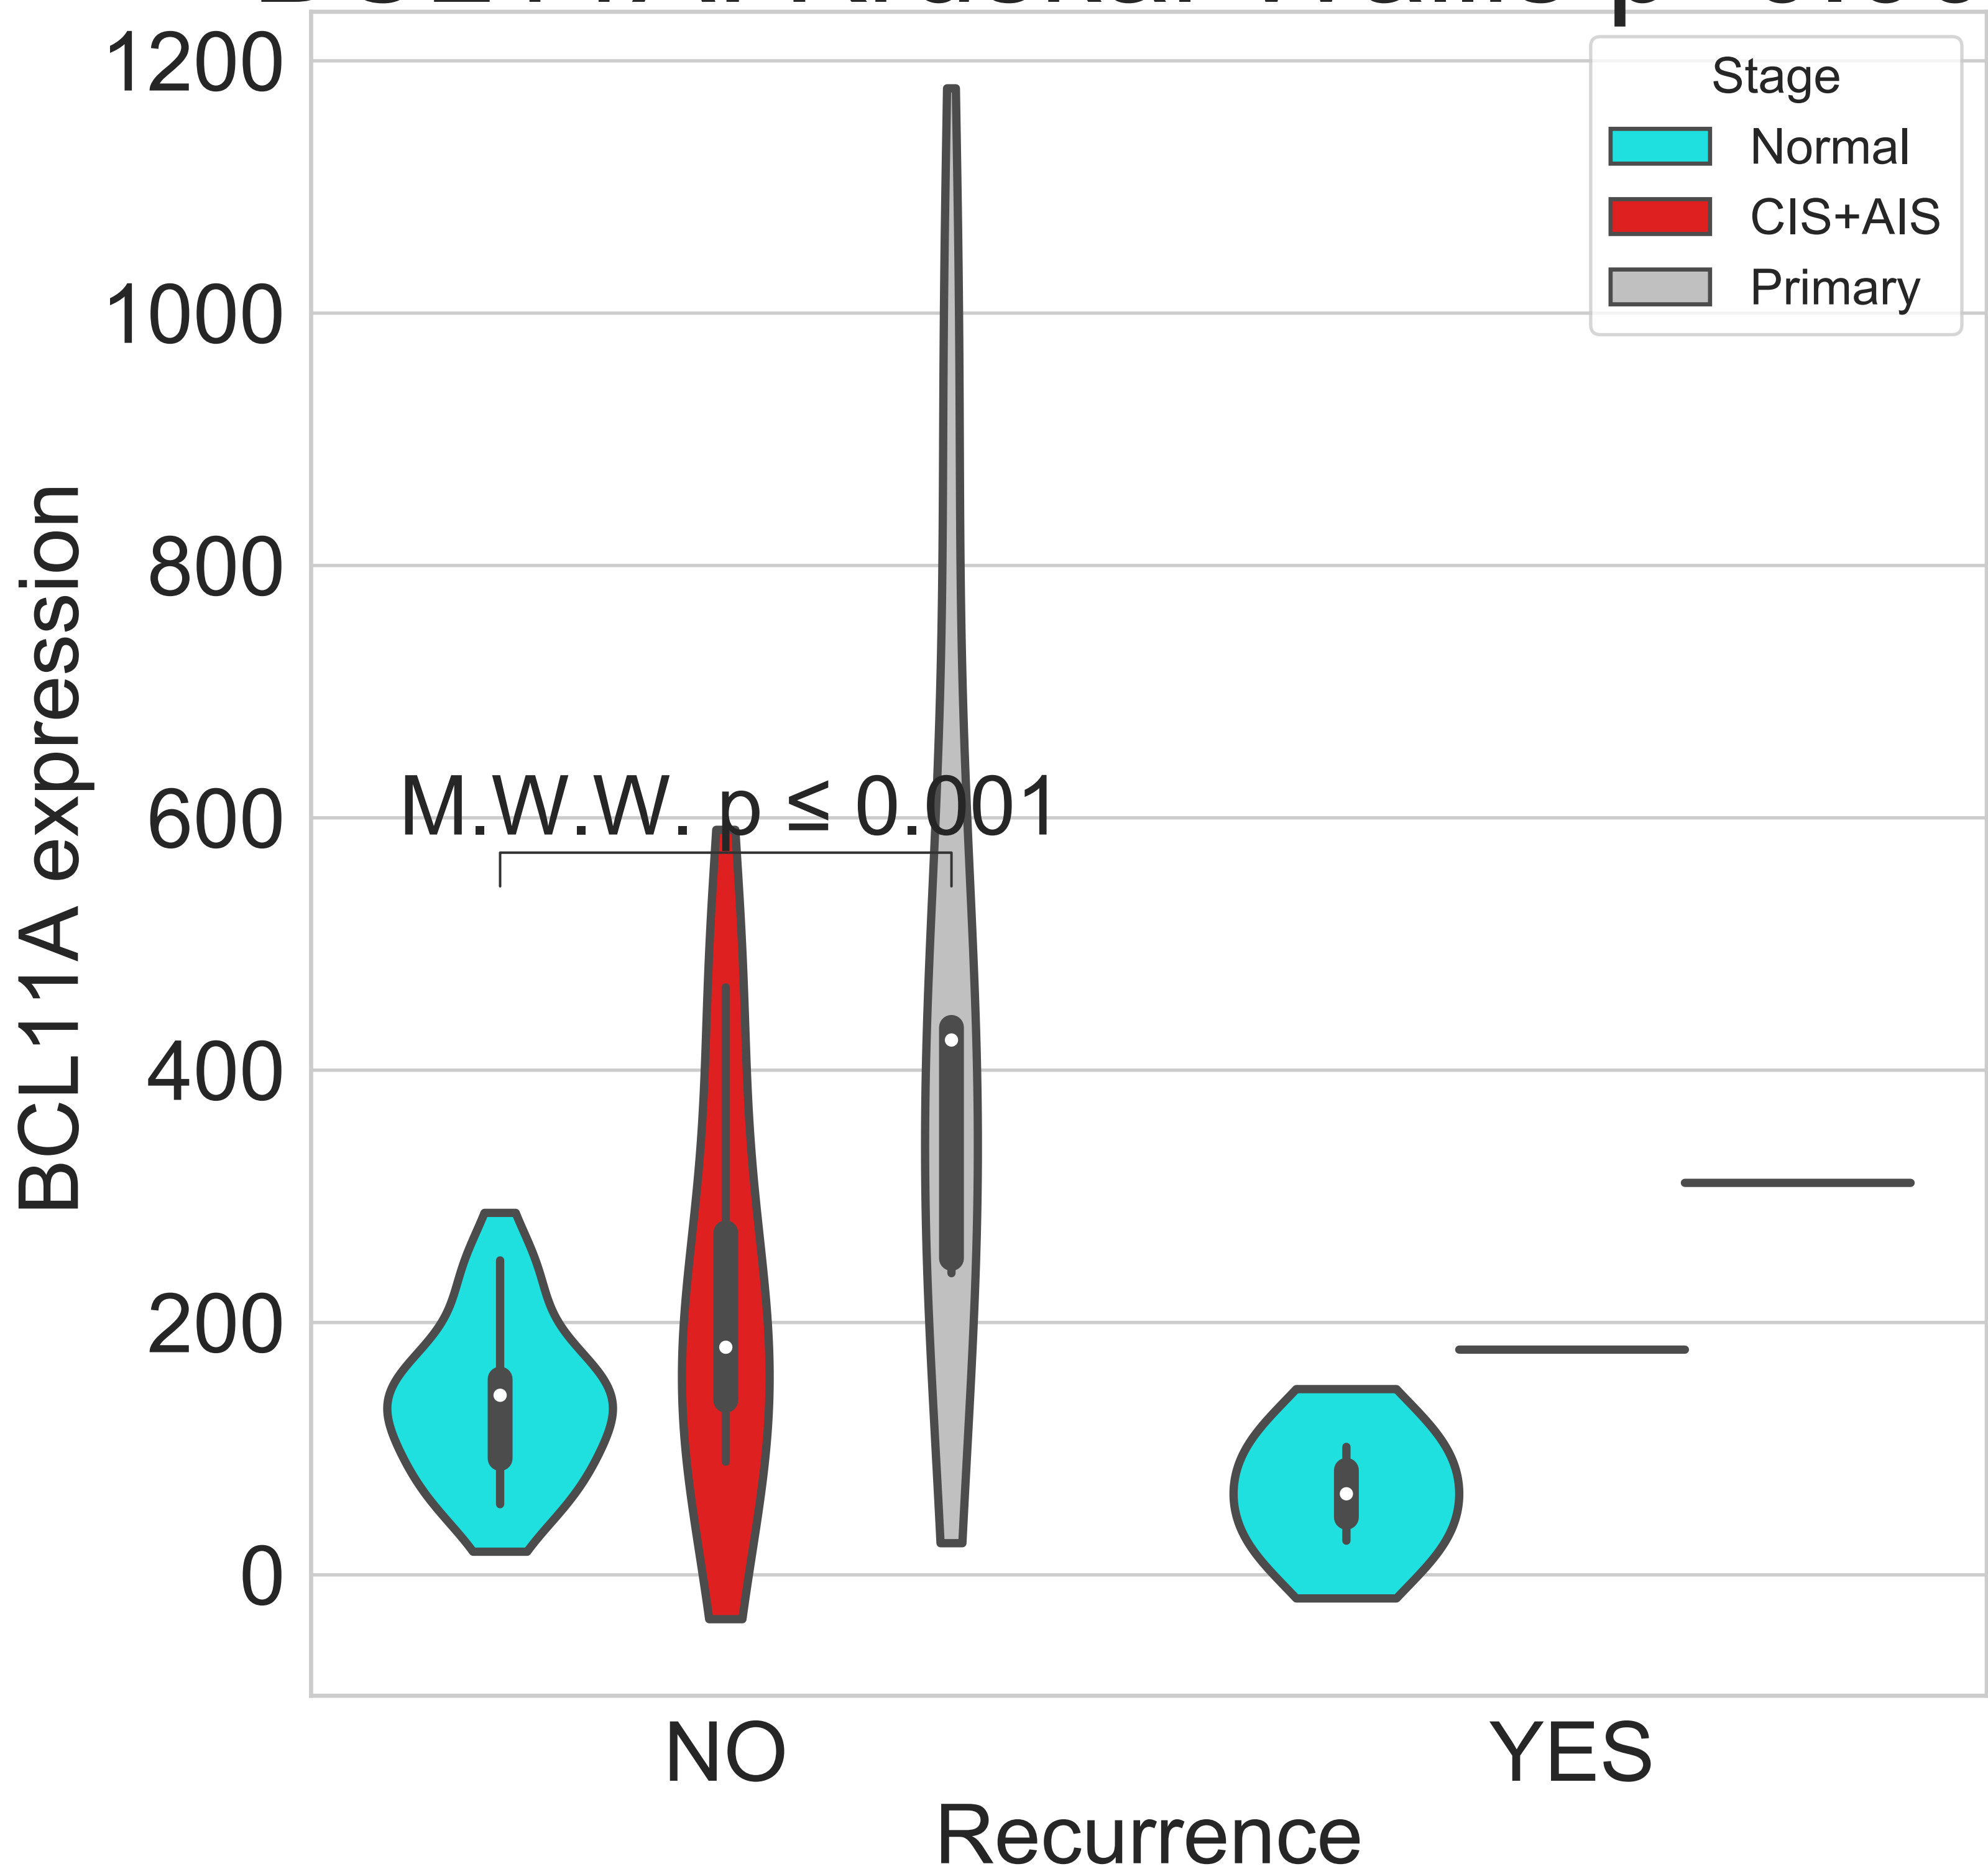 1200
Stage
Normal
CIS+AIS
Primary
1000
800
600
400
200
0
BCL11A expression
M.W.W. p ≤ 0.001
NO
YES
Recurrence